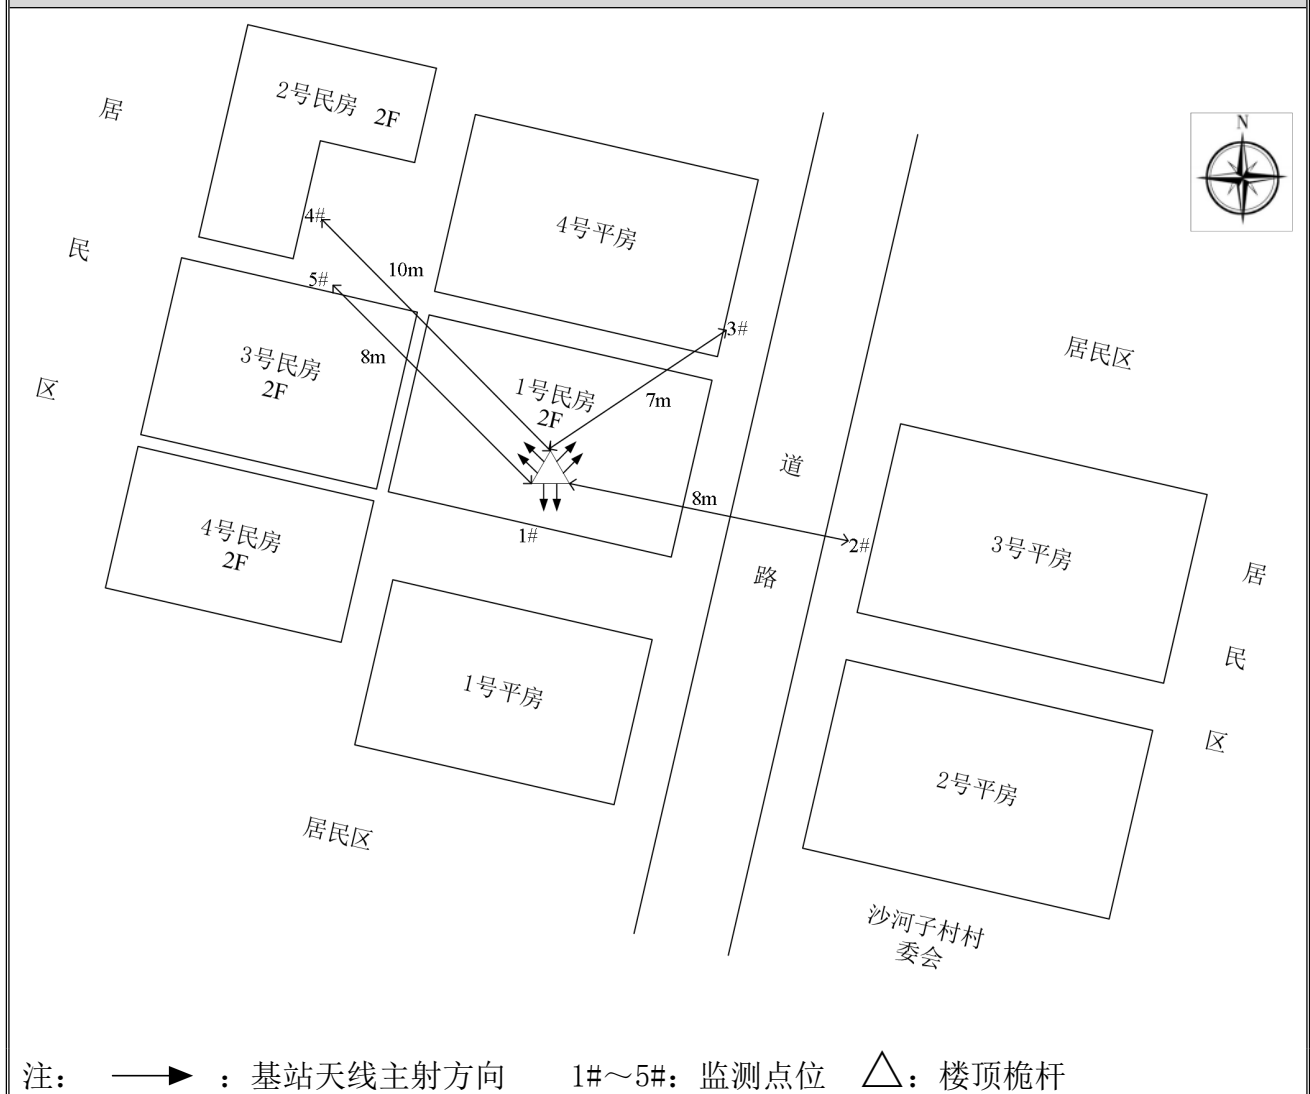 2号民房 2F
居
N
4号平房
4#
民
10m
5#
3#
居民区
8m
3号民房
2F
1号民房
2F
7m
区
道
8m
1#
2#
4号民房
2F
3号平房
路
居
民
区
1号平房
2号平房
居民区
沙河子村村
委会
注： ：基站天线主射方向 1#～5#：监测点位 ：楼顶桅杆